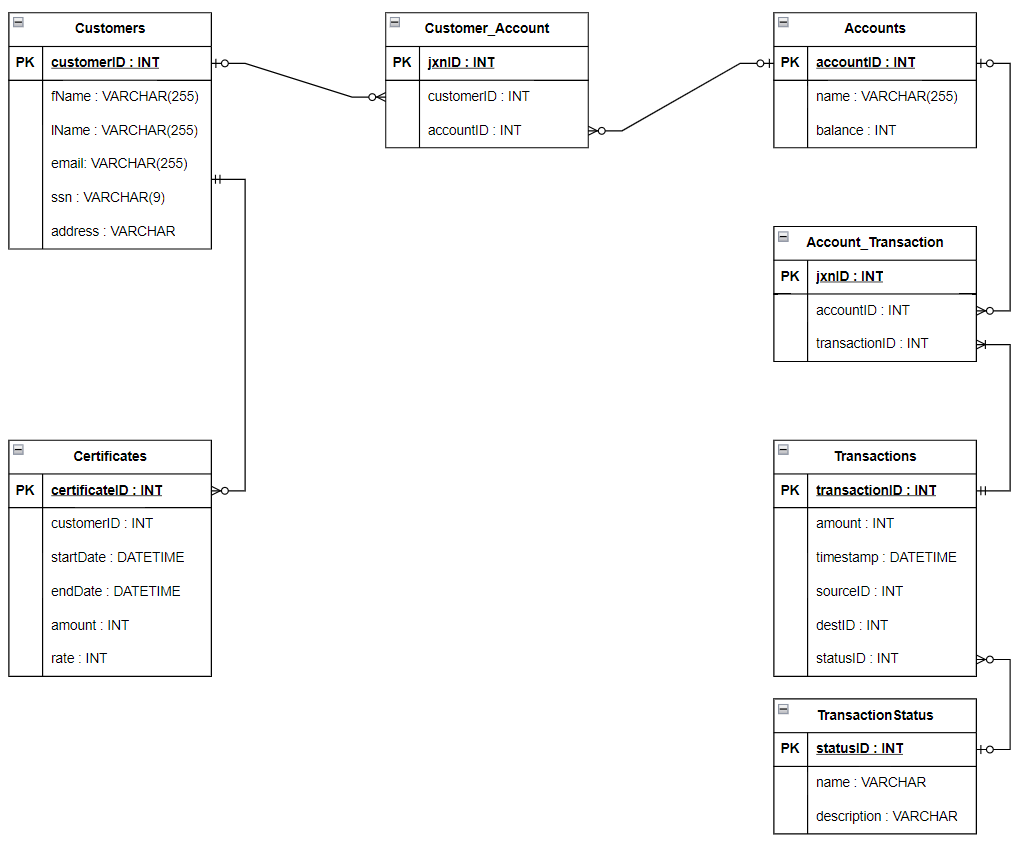 Customers
PK customerID : INT
fName : VARCHAR(255)
lName : VARCHAR(255)
email: VARCHAR(255)
ssn : VARCHAR(9)
address : VARCHAR
Customer_Account
PK jxnID : INT
customerID : INT
accountID : INT
Accounts
PK accountID : INT
name : VARCHAR(255)
balance : INT
Account_Transaction
PK jxnID : INT
accountID : INT
transactionID : INT
Certificates
PK certificateID : INT
customerID : INT
startDate : DATETIME
endDate : DATETIME
amount : INT
rate : INT
Transactions
PK transactionID : INT
amount : INT
timestamp : DATETIME
sourceID : INT
destID : INT
statusID : INT
TransactionStatus
PK statusID : INT
name : VARCHAR
description : VARCHAR